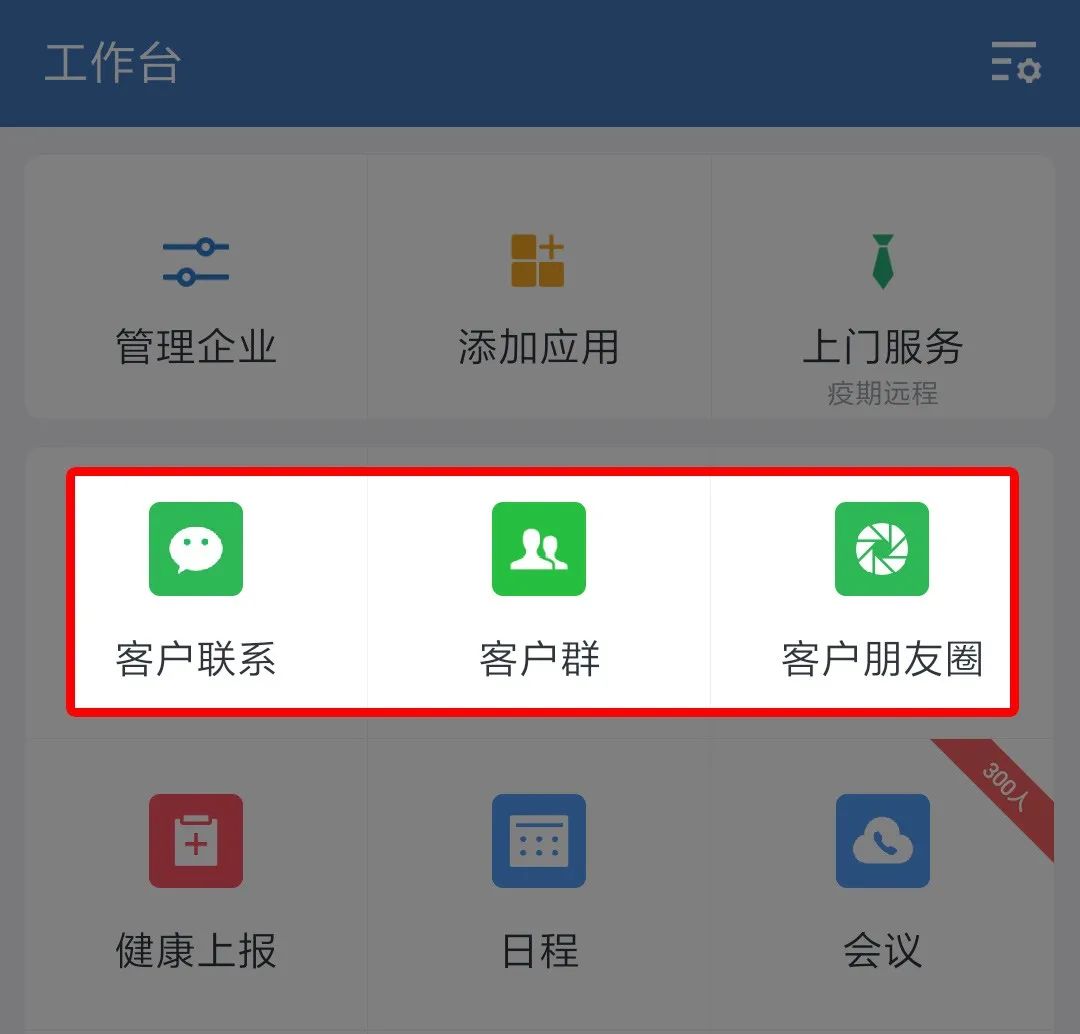 工作台
管理企业
添加应用
上门服务
疫期远程
客户联系
客户群
客户朋友圈
300人
健康上报
日程
会议